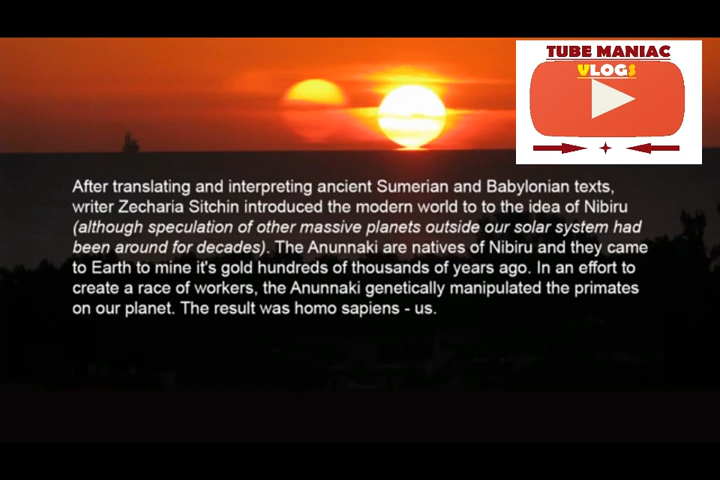 TUBE MANIAC
VLOGS
After translating and interpreting ancient Sumerian and Babylonian texts,
writer Zecharia Sitchin introduced the modern world to to the idea of Nibiru
(although speculation of other massive planets outside our solar system had
been around for decades). The Anunnaki are natives of Nibiru and they came
to Earth to mine it's gold hundreds of thousands of years ago. In an effort to
create a race of workers, the Anunnaki genetically manipulated the primates
on our planet. The result was homo sapiens - us.